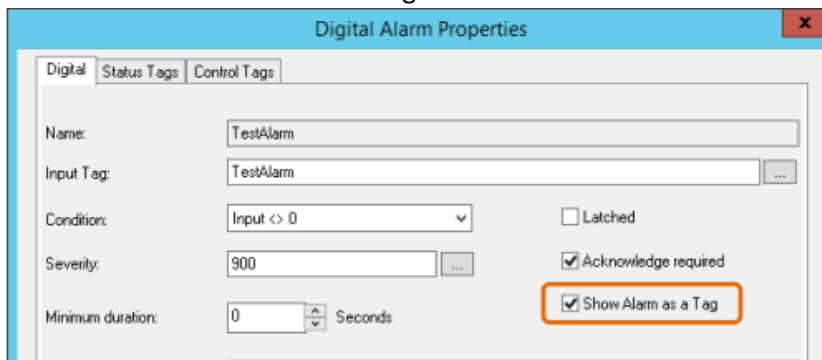 Digital Alarm Properties
x
Digital Status Tags Control Tags
Name: TestAlarm
Input Tag: TestAlarm ...
Condition: Input <> 0 Latched
Severity: 900 ... Acknowledge required
Show Alarm as a Tag
Minimum duration: 0 Seconds